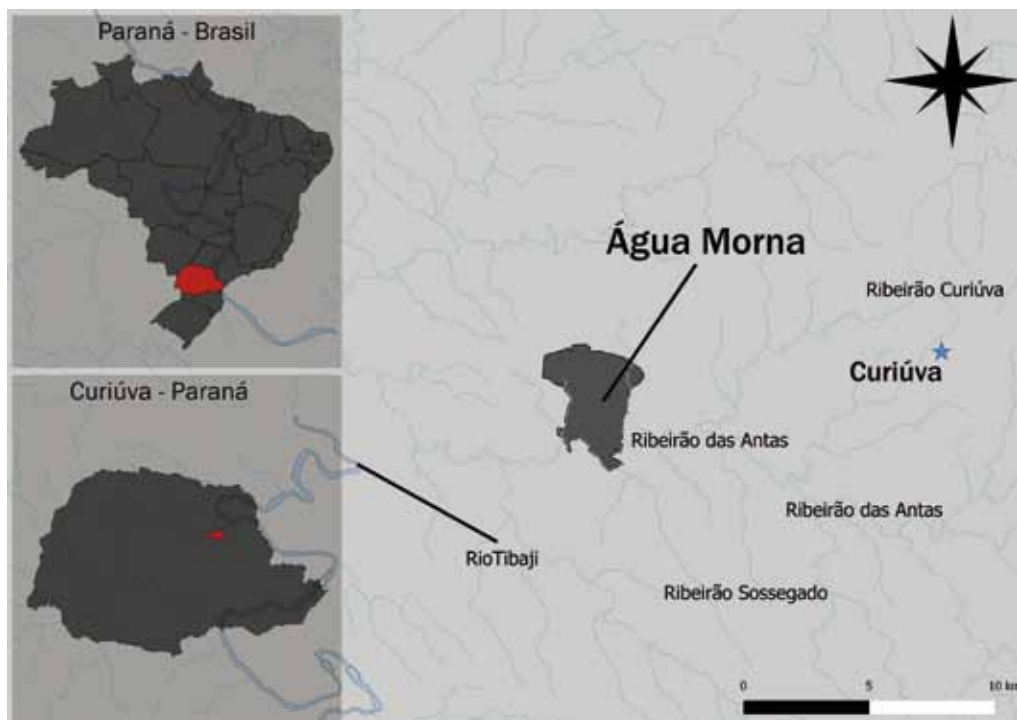 Paraná - Brasil
Água Morna
Ribeirão Curiúva
Curiúva
Curiúva - Paraná
Ribeirão das Antas
Ribeirão das Antas
RioTibaji
Ribeirão Sossegado
0 5 10 km